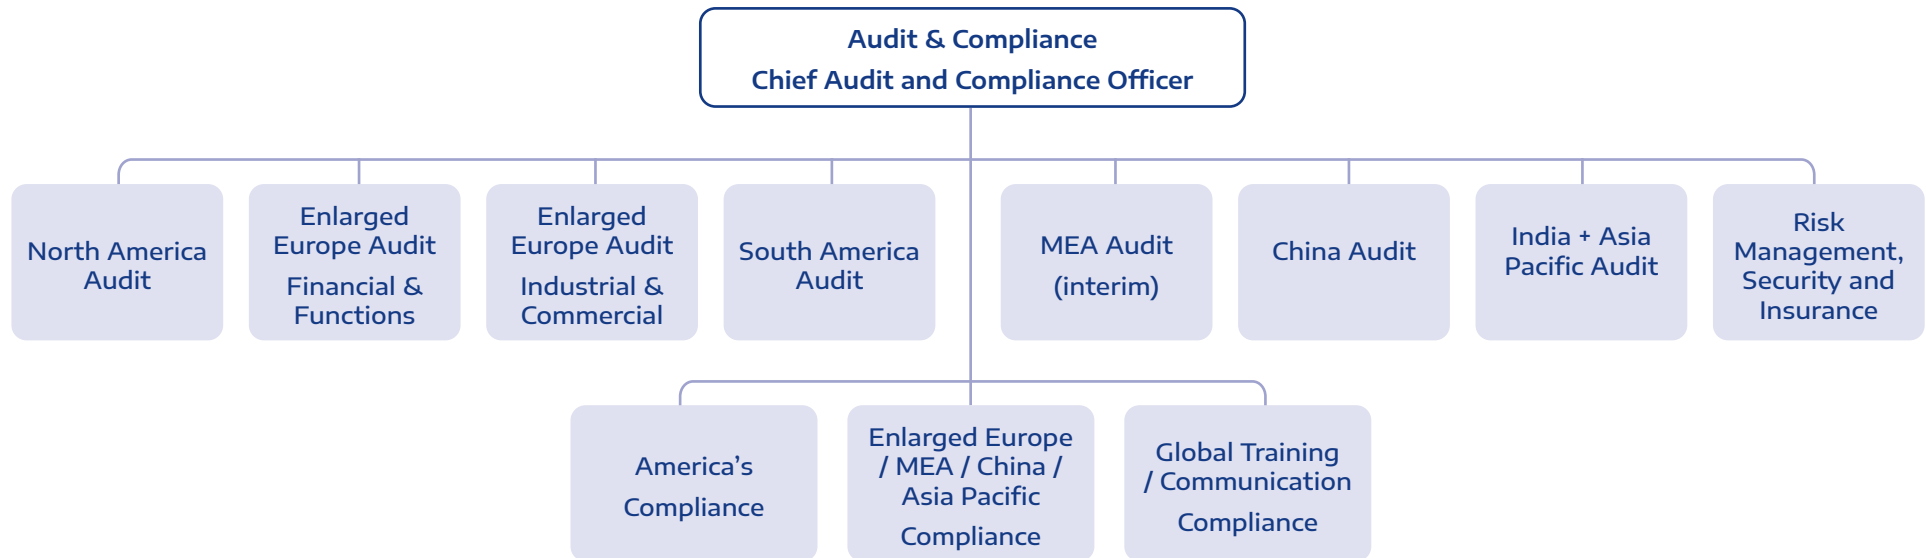 Audit & Compliance
Chief Audit and Compliance Officer
North America
Audit
Enlarged
Europe Audit
Financial &
Functions
Enlarged
Europe Audit
Industrial &
Commercial
South America
Audit
MEA Audit
(interim)
China Audit
India + Asia
Pacific Audit
Risk
Management,
Security and
Insurance
America’s
Compliance
Enlarged Europe
/ MEA / China /
Asia Pacific
Compliance
Global Training
/ Communication
Compliance